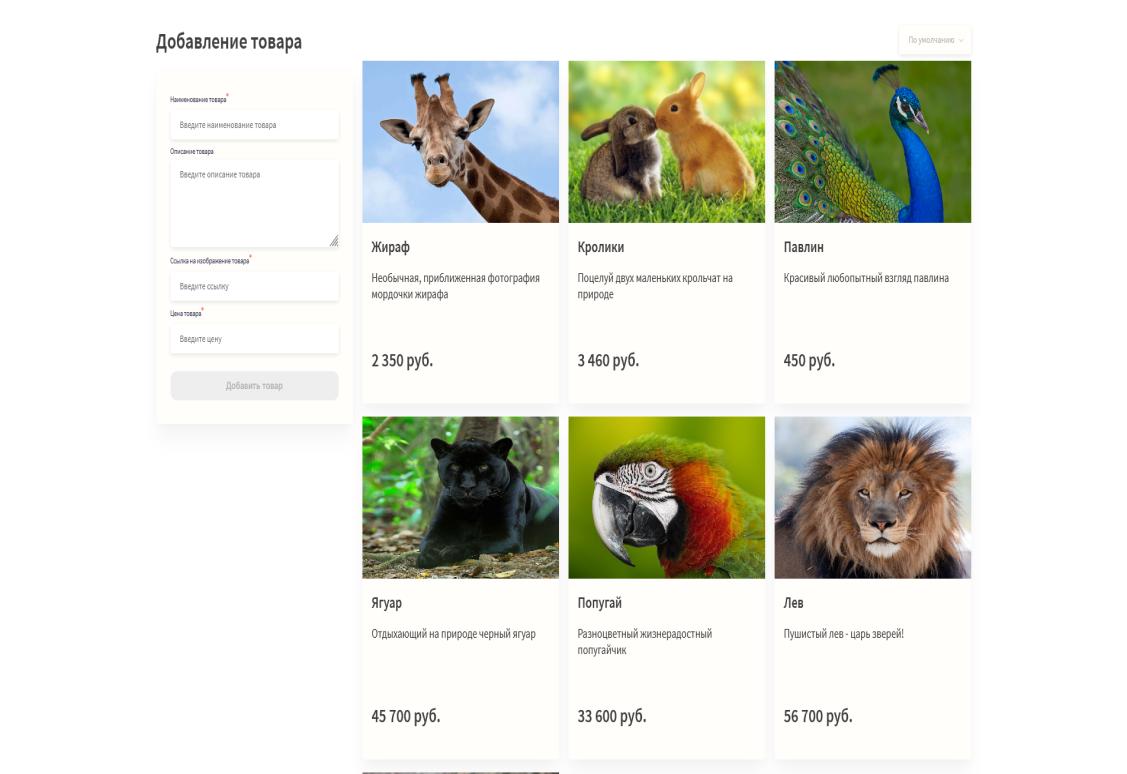 Добавление товара
По умолчанию
Наименование товара*
Введите наименование товара
Описание товара
Введите описание товара
Ссылка на изображение товара*
Введите ссылку
Цена товара*
Введите цену
Добавить товар
Жираф
Необычная, приближенная фотография
мордочки жирафа
2 350 руб.
Кролики
Поцелуй двух маленьких крольчат на
природе
3 460 руб.
Павлин
Красивый любопытный взгляд павлина
450 руб.
Ягуар
Отдыхающий на природе черный ягуар
45 700 руб.
Попугай
Разноцветный жизнерадостный
попугайчик
33 600 руб.
Лев
Пушистый лев - царь зверей!
56 700 руб.